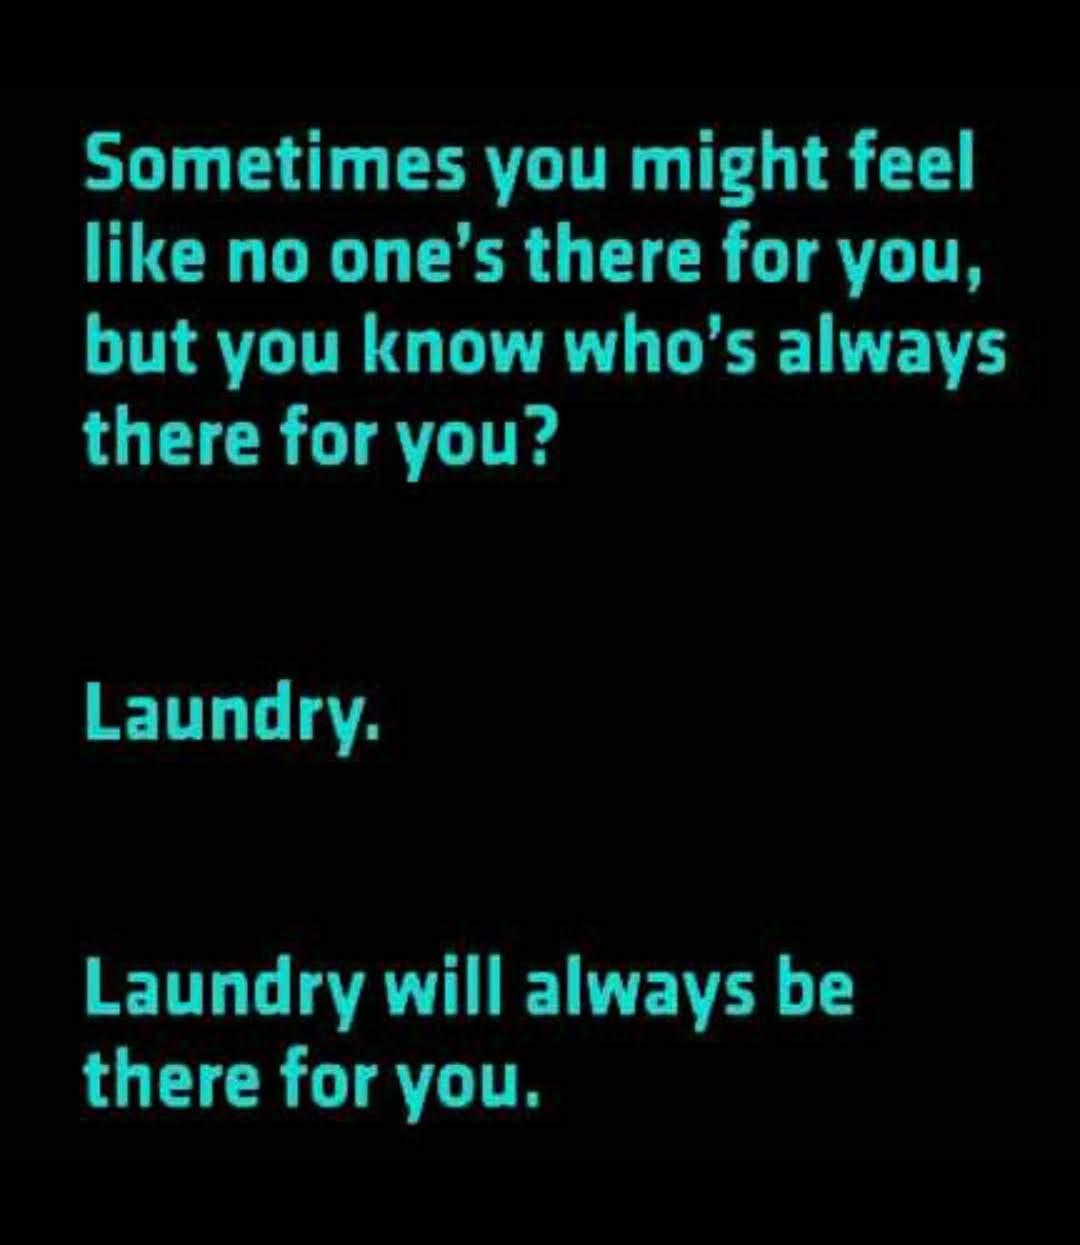 Sometimes you might feel
like no one’s there for you,
but you know who’s always
there for you?
Laundry.
Laundry will always be
there for you.